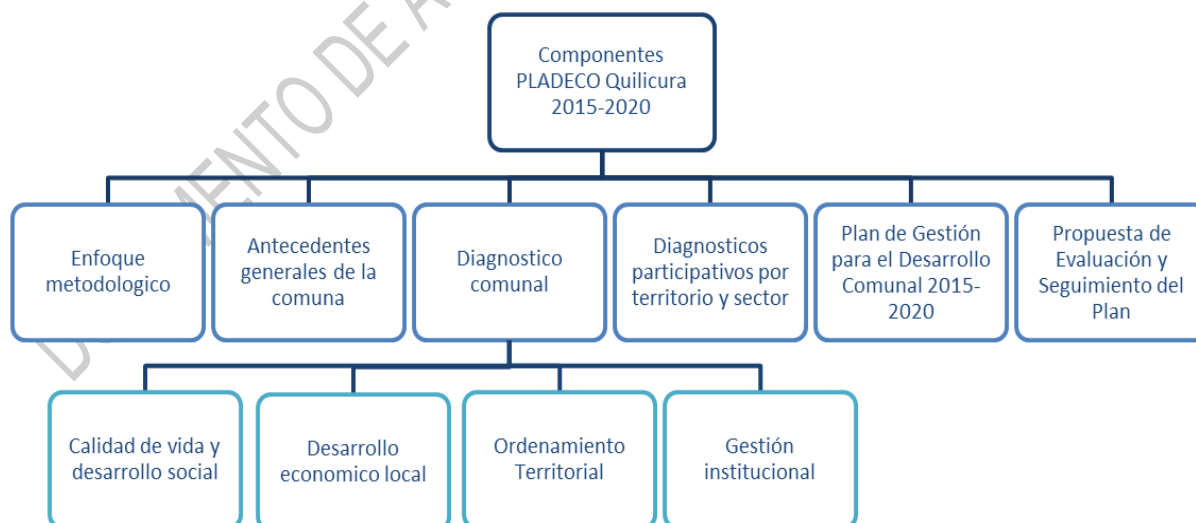 Componentes
PLADECO Quilicura
2015-2020
Enfoque
metodologico
Antecedentes
generales de la
comuna
Diagnostico
comunal
Diagnosticos
participativos por
territorio y sector
Plan de Gestión
para el Desarrollo
Comunal 2015-
2020
Propuesta de
Evaluación y
Seguimiento del
Plan
Calidad de vida y
desarrollo social
Desarrollo
economico local
Ordenamiento
Territorial
Gestión
institucional